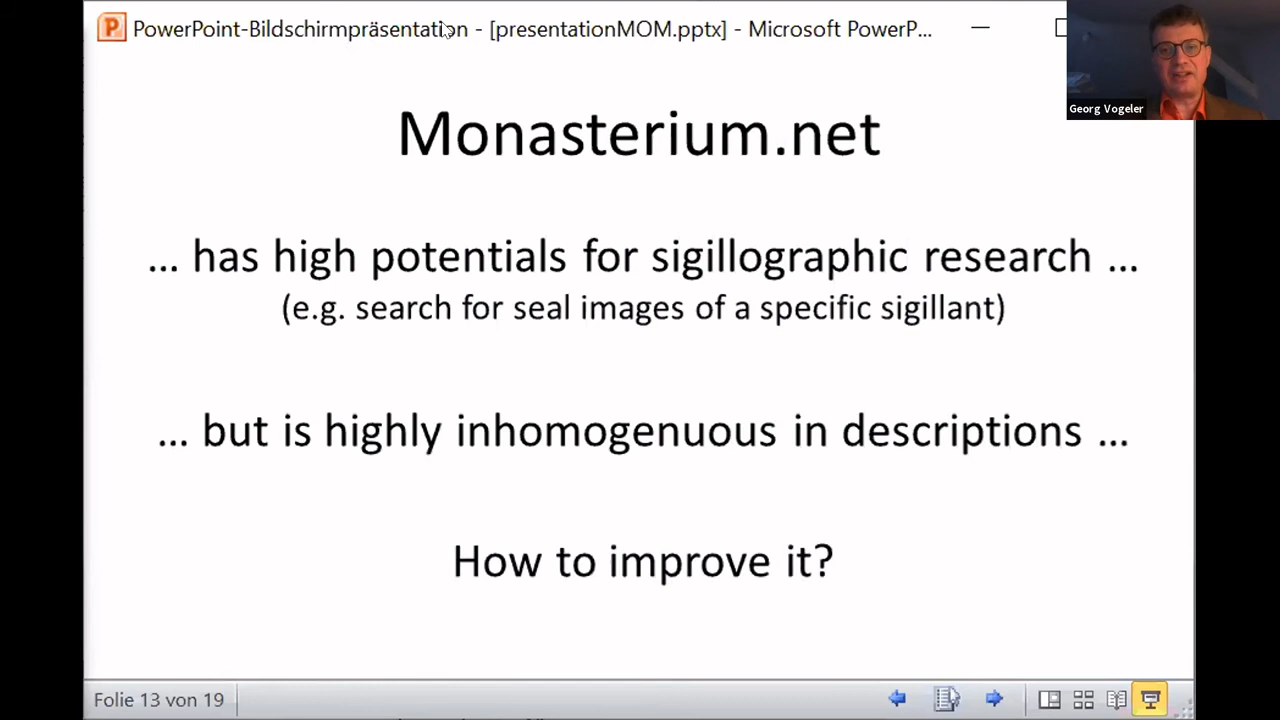 PowerPoint-Bildschirmpräsentation - [presentationMOM.pptx] - Microsoft PowerP...
Georg Vogeler
Monasterium.net
... has high potentials for sigillographic research ...
(e.g. search for seal images of a specific sigillant)
... but is highly inhomogenuous in descriptions ...
How to improve it?
Folie 13 von 19